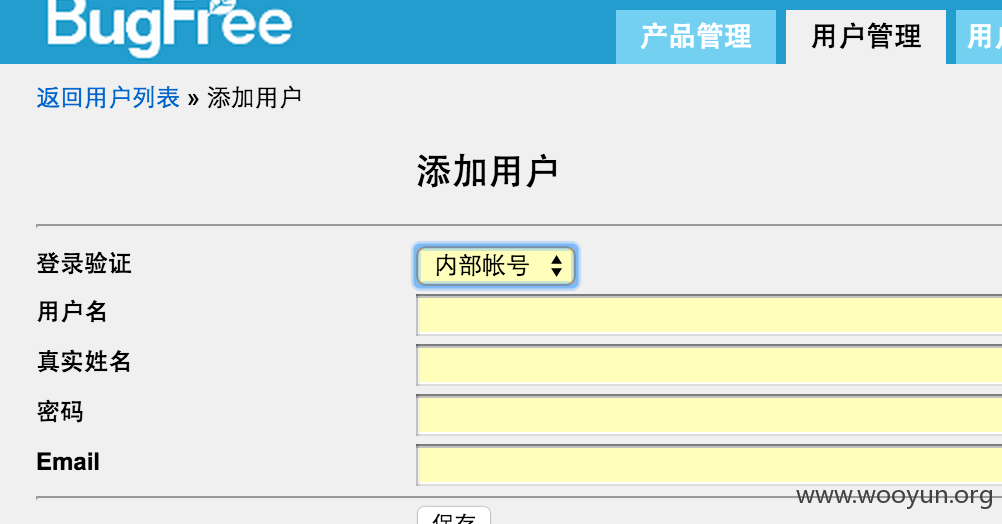 BugFree
产品管理 用户管理 用户
返回用户列表 » 添加用户
添加用户
登录验证 内部帐号
用户名
真实姓名
密码
Email
www.wooyun.org
保存